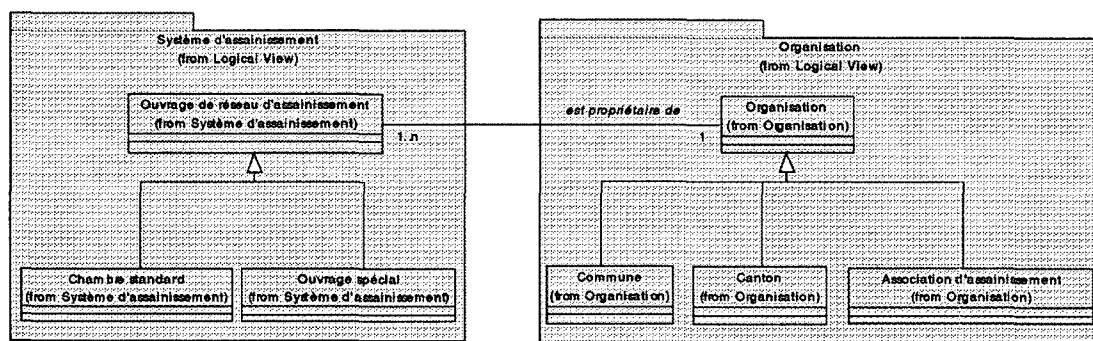 Système d'assainissement
(from Logical View)
Ouvrage de réseau d'assainissement
(from Système d'assainissement)
1..n
Chambre standard
(from Système d'assainissement)
Ouvrage spécial
(from Système d'assainissement)
est propriétaire de
1
Organisation
(from Logical View)
Organisation
(from Organisation)
Commune
(from Organisation)
Canton
(from Organisation)
Association d'assainissement
(from Organisation)